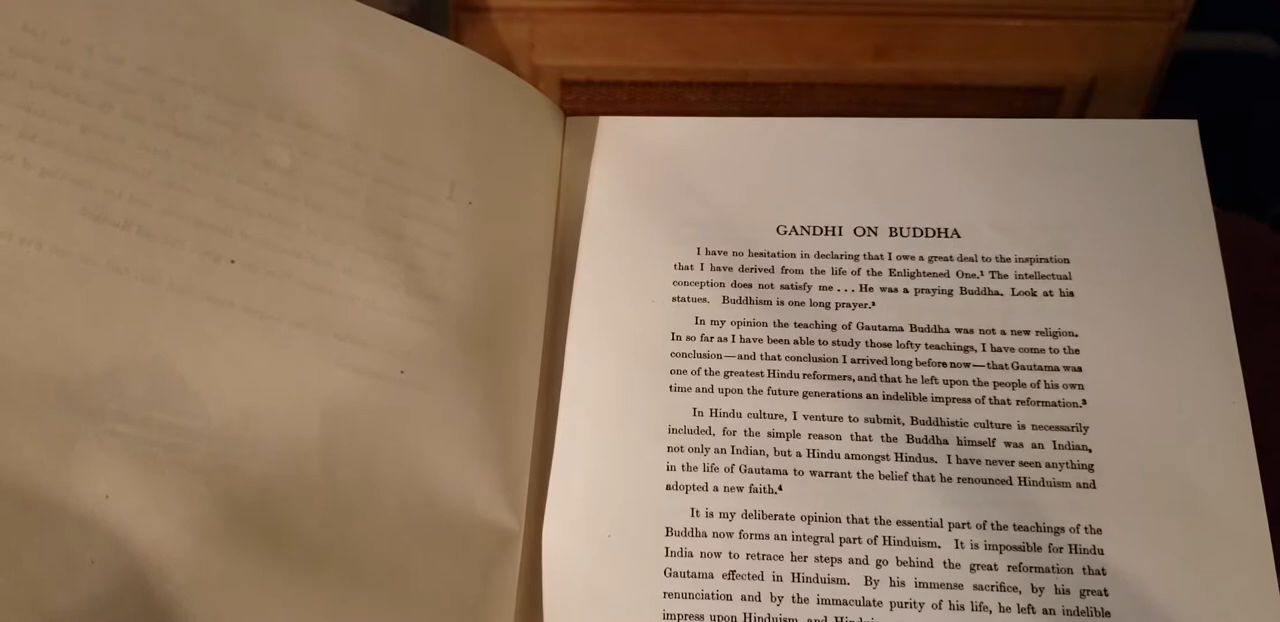 GANDHI ON BUDDHA
I have no hesitation in declaring that I owe a great deal to the inspiration
that I have derived from the life of the Enlightened One.¹ The intellectual
conception does not satisfy me ... He was a praying Buddha. Look at his
statues. Buddhism is one long prayer.²
In my opinion the teaching of Gautama Buddha was not a new religion.
In so far as I have been able to study those lofty teachings, I have come to the
conclusion—and that conclusion I arrived long before now—that Gautama was
one of the greatest Hindu reformers, and that he left upon the people of his own
time and upon the future generations an indelible impress of that reformation.³
In Hindu culture, I venture to submit, Buddhistic culture is necessarily
included, for the simple reason that the Buddha himself was an Indian,
not only an Indian, but a Hindu amongst Hindus. I have never seen anything
in the life of Gautama to warrant the belief that he renounced Hinduism and
adopted a new faith.⁴
It is my deliberate opinion that the essential part of the teachings of the
Buddha now forms an integral part of Hinduism. It is impossible for Hindu
India now to retrace her steps and go behind the great reformation that
Gautama effected in Hinduism. By his immense sacrifice, by his great
renunciation and by the immaculate purity of his life, he left an indelible
impress upon Hinduism, and